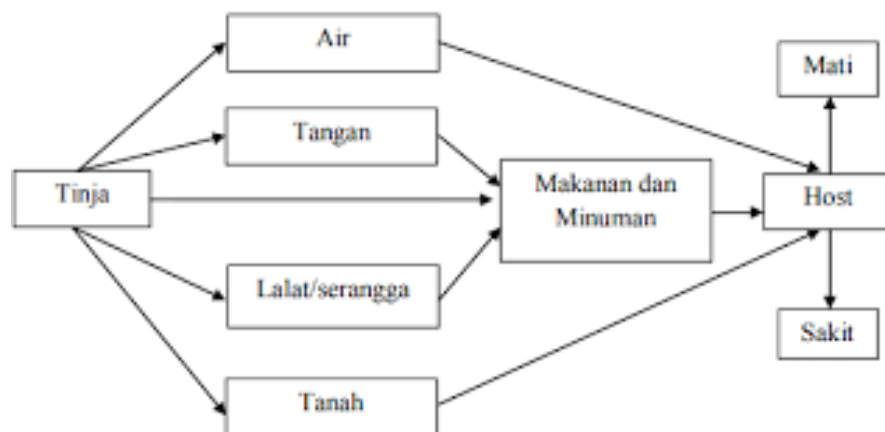 Air
Mati
Tangan
Tinja
Makanan dan
Minuman
Host
Lalat/serangga
Sakit
Tanah